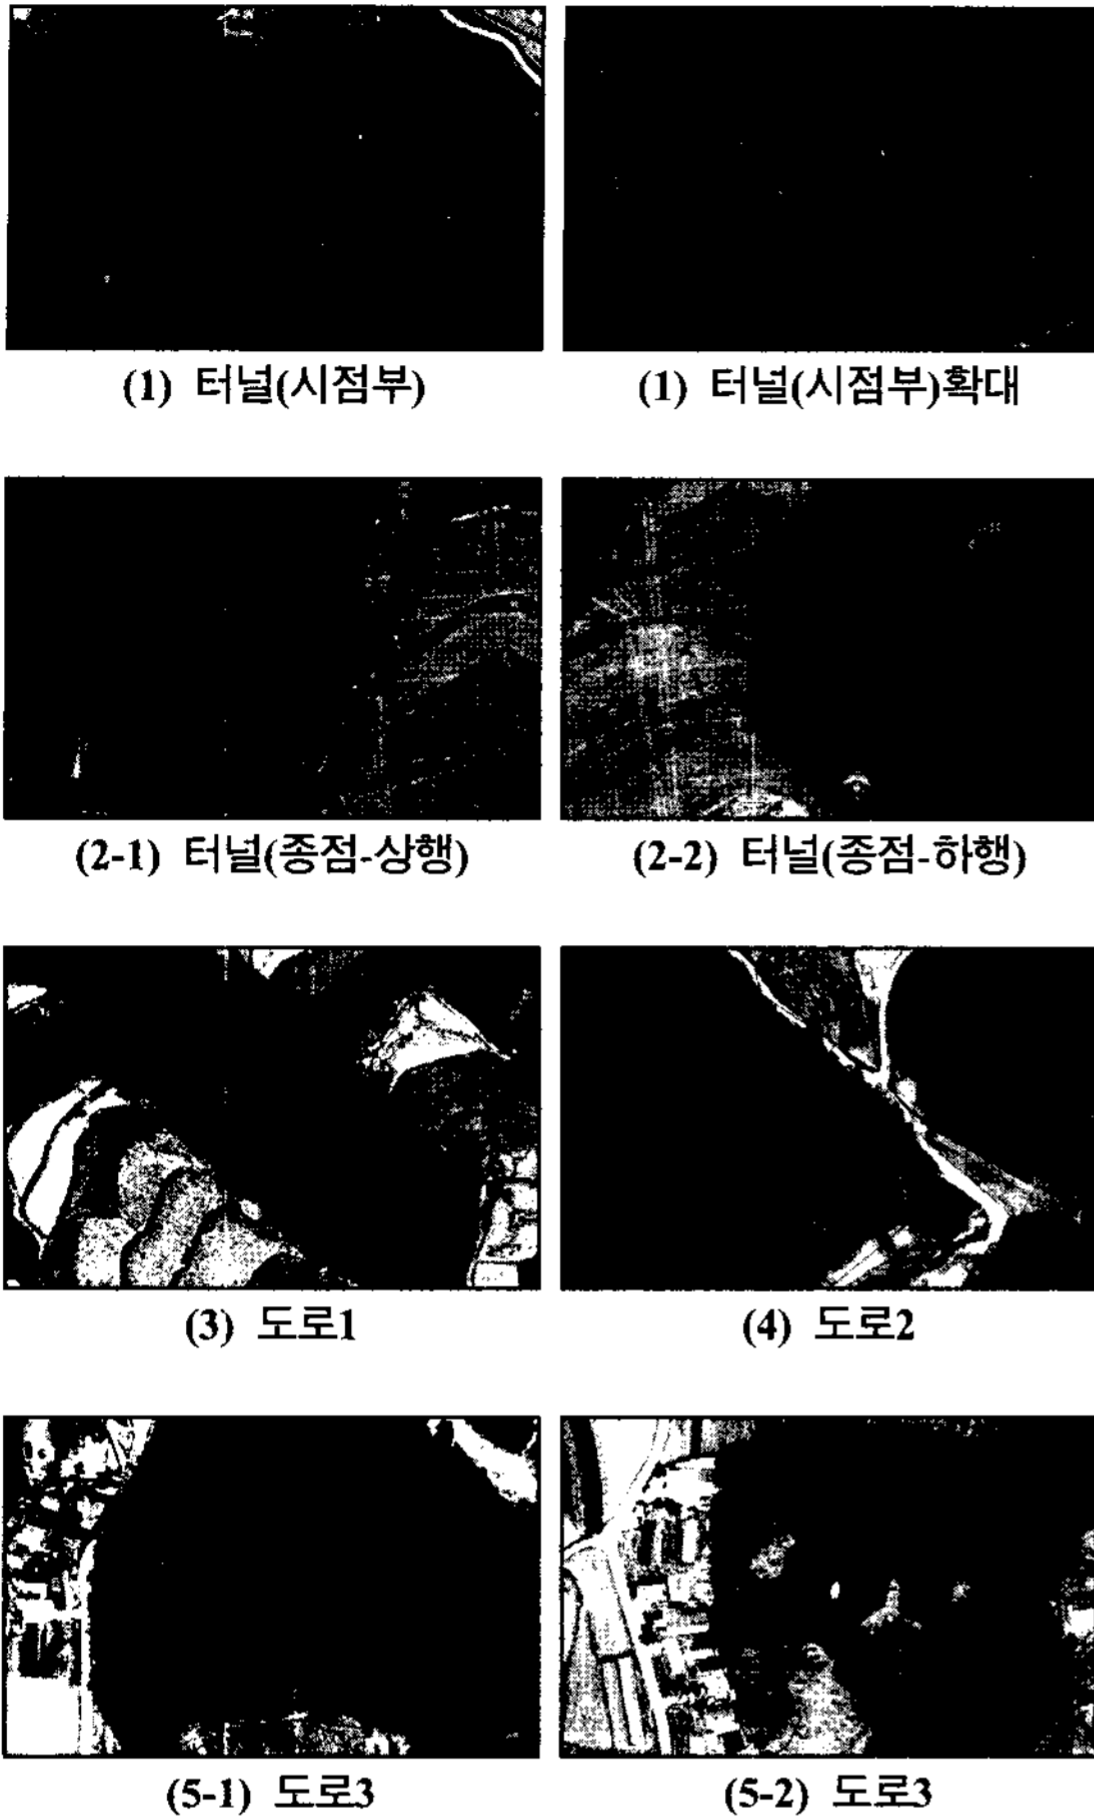 (1) 터널(시점부)
(1) 터널(시점부)확대
(2-1) 터널(종점-상행)
(2-2) 터널(종점-하행)
(3) 도로1
(4) 도로2
(5-1) 도로3
(5-2) 도로3